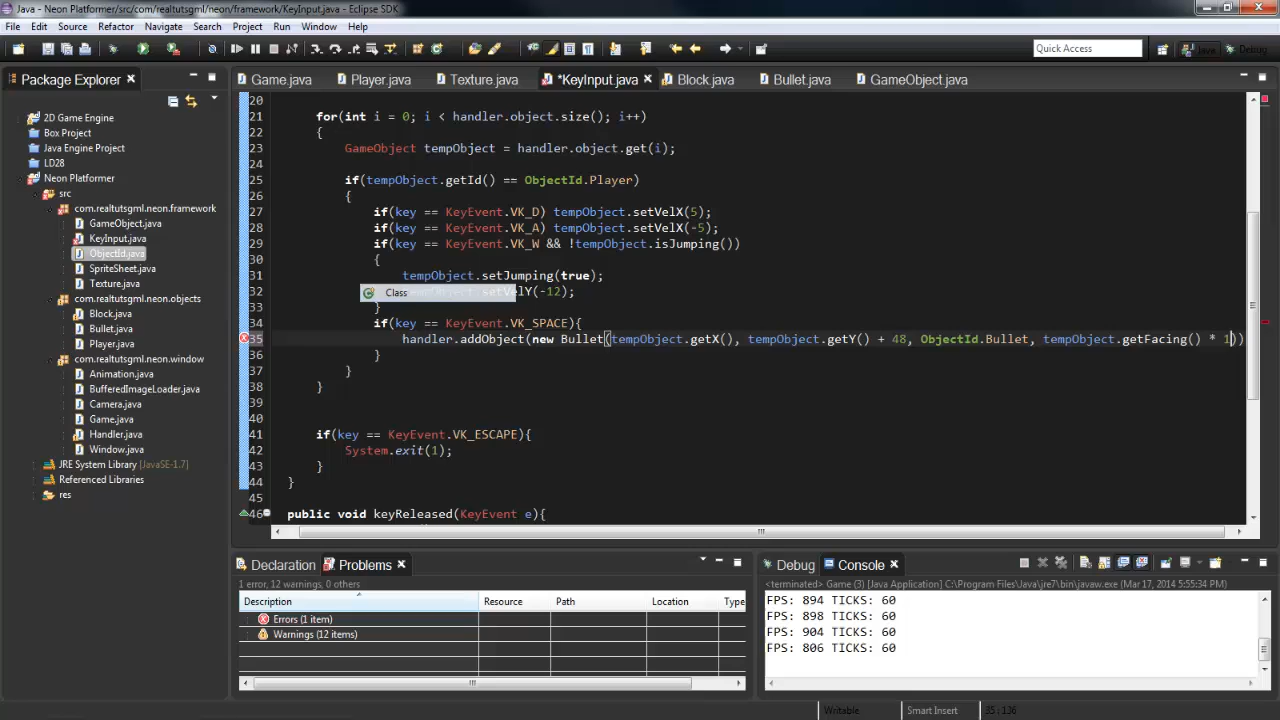 Java - Neon Platformer/src/com/realtutsgml/neon/framework/KeyInput.java - Eclipse SDK
File Edit Source Refactor Navigate Search Project Run Window Help
Quick Access
Java
Debug
Package Explorer
Game.java Player.java Texture.java *KeyInput.java Block.java Bullet.java GameObject.java
2D Game Engine
Box Project
Java Engine Project
LD28
Neon Platformer
src
com.realtutsgml.neon.framework
GameObject.java
KeyInput.java
ObjectId.java
SpriteSheet.java
Texture.java
com.realtutsgml.neon.objects
Block.java
Bullet.java
Player.java
com.realtutsgml.neon.window
Animation.java
BufferedImageLoader.java
Camera.java
Game.java
Handler.java
Window.java
JRE System Library [JavaSE-1.7]
Referenced Libraries
res
20
21 for(int i = 0; i < handler.object.size(); i++)
22 {
23 GameObject tempObject = handler.object.get(i);
24
25 if(tempObject.getId() == ObjectId.Player)
26 {
27 if(key == KeyEvent.VK_D) tempObject.setVelX(5);
28 if(key == KeyEvent.VK_A) tempObject.setVelX(-5);
29 if(key == KeyEvent.VK_W && !tempObject.isJumping())
30 {
31 tempObject.setJumping(true);
Class
32 setVelY(-12);
33 }
34 if(key == KeyEvent.VK_SPACE){
35 handler.addObject(new Bullet(tempObject.getX(), tempObject.getY() + 48, ObjectId.Bullet, tempObject.getFacing() * 1))
36 }
37 }
38 }
39
40
41 if(key == KeyEvent.VK_ESCAPE){
42 System.exit(1);
43 }
44 }
45
46 public void keyReleased(KeyEvent e){
Declaration Problems
1 error, 12 warnings, 0 others
Description Resource Path Location Type
Errors (1 item)
Warnings (12 items)
Debug Console
<terminated> Game (3) [Java Application] C:\Program Files\Java\jre7\bin\javaw.exe (Mar 17, 2014 5:55:34 PM)
FPS: 894 TICKS: 60
FPS: 898 TICKS: 60
FPS: 904 TICKS: 60
FPS: 806 TICKS: 60
Writable Smart Insert 35 : 136